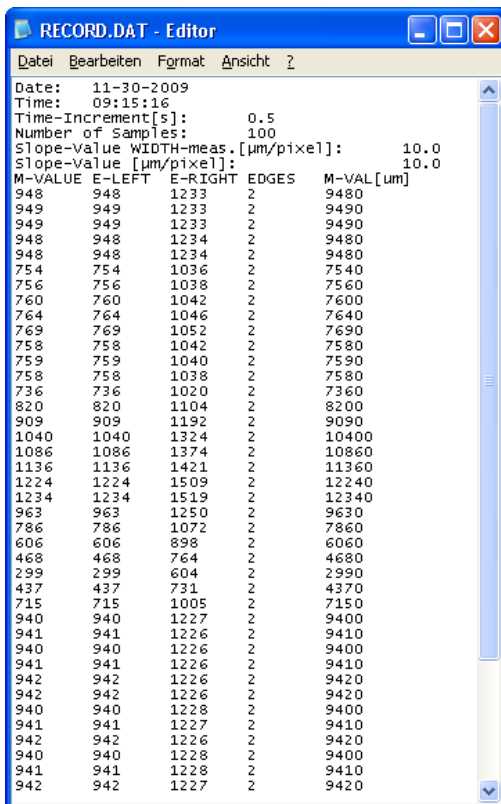 RECORD.DAT - Editor
Datei Bearbeiten Format Ansicht ?
Date: 11-30-2009
Time: 09:15:16
Time-Increment[s]: 0.5
Number of Samples: 100
Slope-Value WIDTH-meas.[µm/pixel]: 10.0
Slope-Value [µm/pixel]: 10.0
M-VALUE E-LEFT E-RIGHT EDGES M-VAL[um]
948 948 1233 2 9480
949 949 1233 2 9490
949 949 1233 2 9490
948 948 1234 2 9480
948 948 1234 2 9480
754 754 1036 2 7540
756 756 1038 2 7560
760 760 1042 2 7600
764 764 1046 2 7640
769 769 1052 2 7690
758 758 1042 2 7580
759 759 1040 2 7590
758 758 1038 2 7580
736 736 1020 2 7360
820 820 1104 2 8200
909 909 1192 2 9090
1040 1040 1324 2 10400
1086 1086 1374 2 10860
1136 1136 1421 2 11360
1224 1224 1509 2 12240
1234 1234 1519 2 12340
963 963 1250 2 9630
786 786 1072 2 7860
606 606 898 2 6060
468 468 764 2 4680
299 299 604 2 2990
437 437 731 2 4370
715 715 1005 2 7150
940 940 1227 2 9400
941 941 1226 2 9410
940 940 1226 2 9400
941 941 1226 2 9410
942 942 1226 2 9420
942 942 1226 2 9420
940 940 1228 2 9400
941 941 1227 2 9410
942 942 1226 2 9420
940 940 1228 2 9400
941 941 1228 2 9410
942 942 1227 2 9420